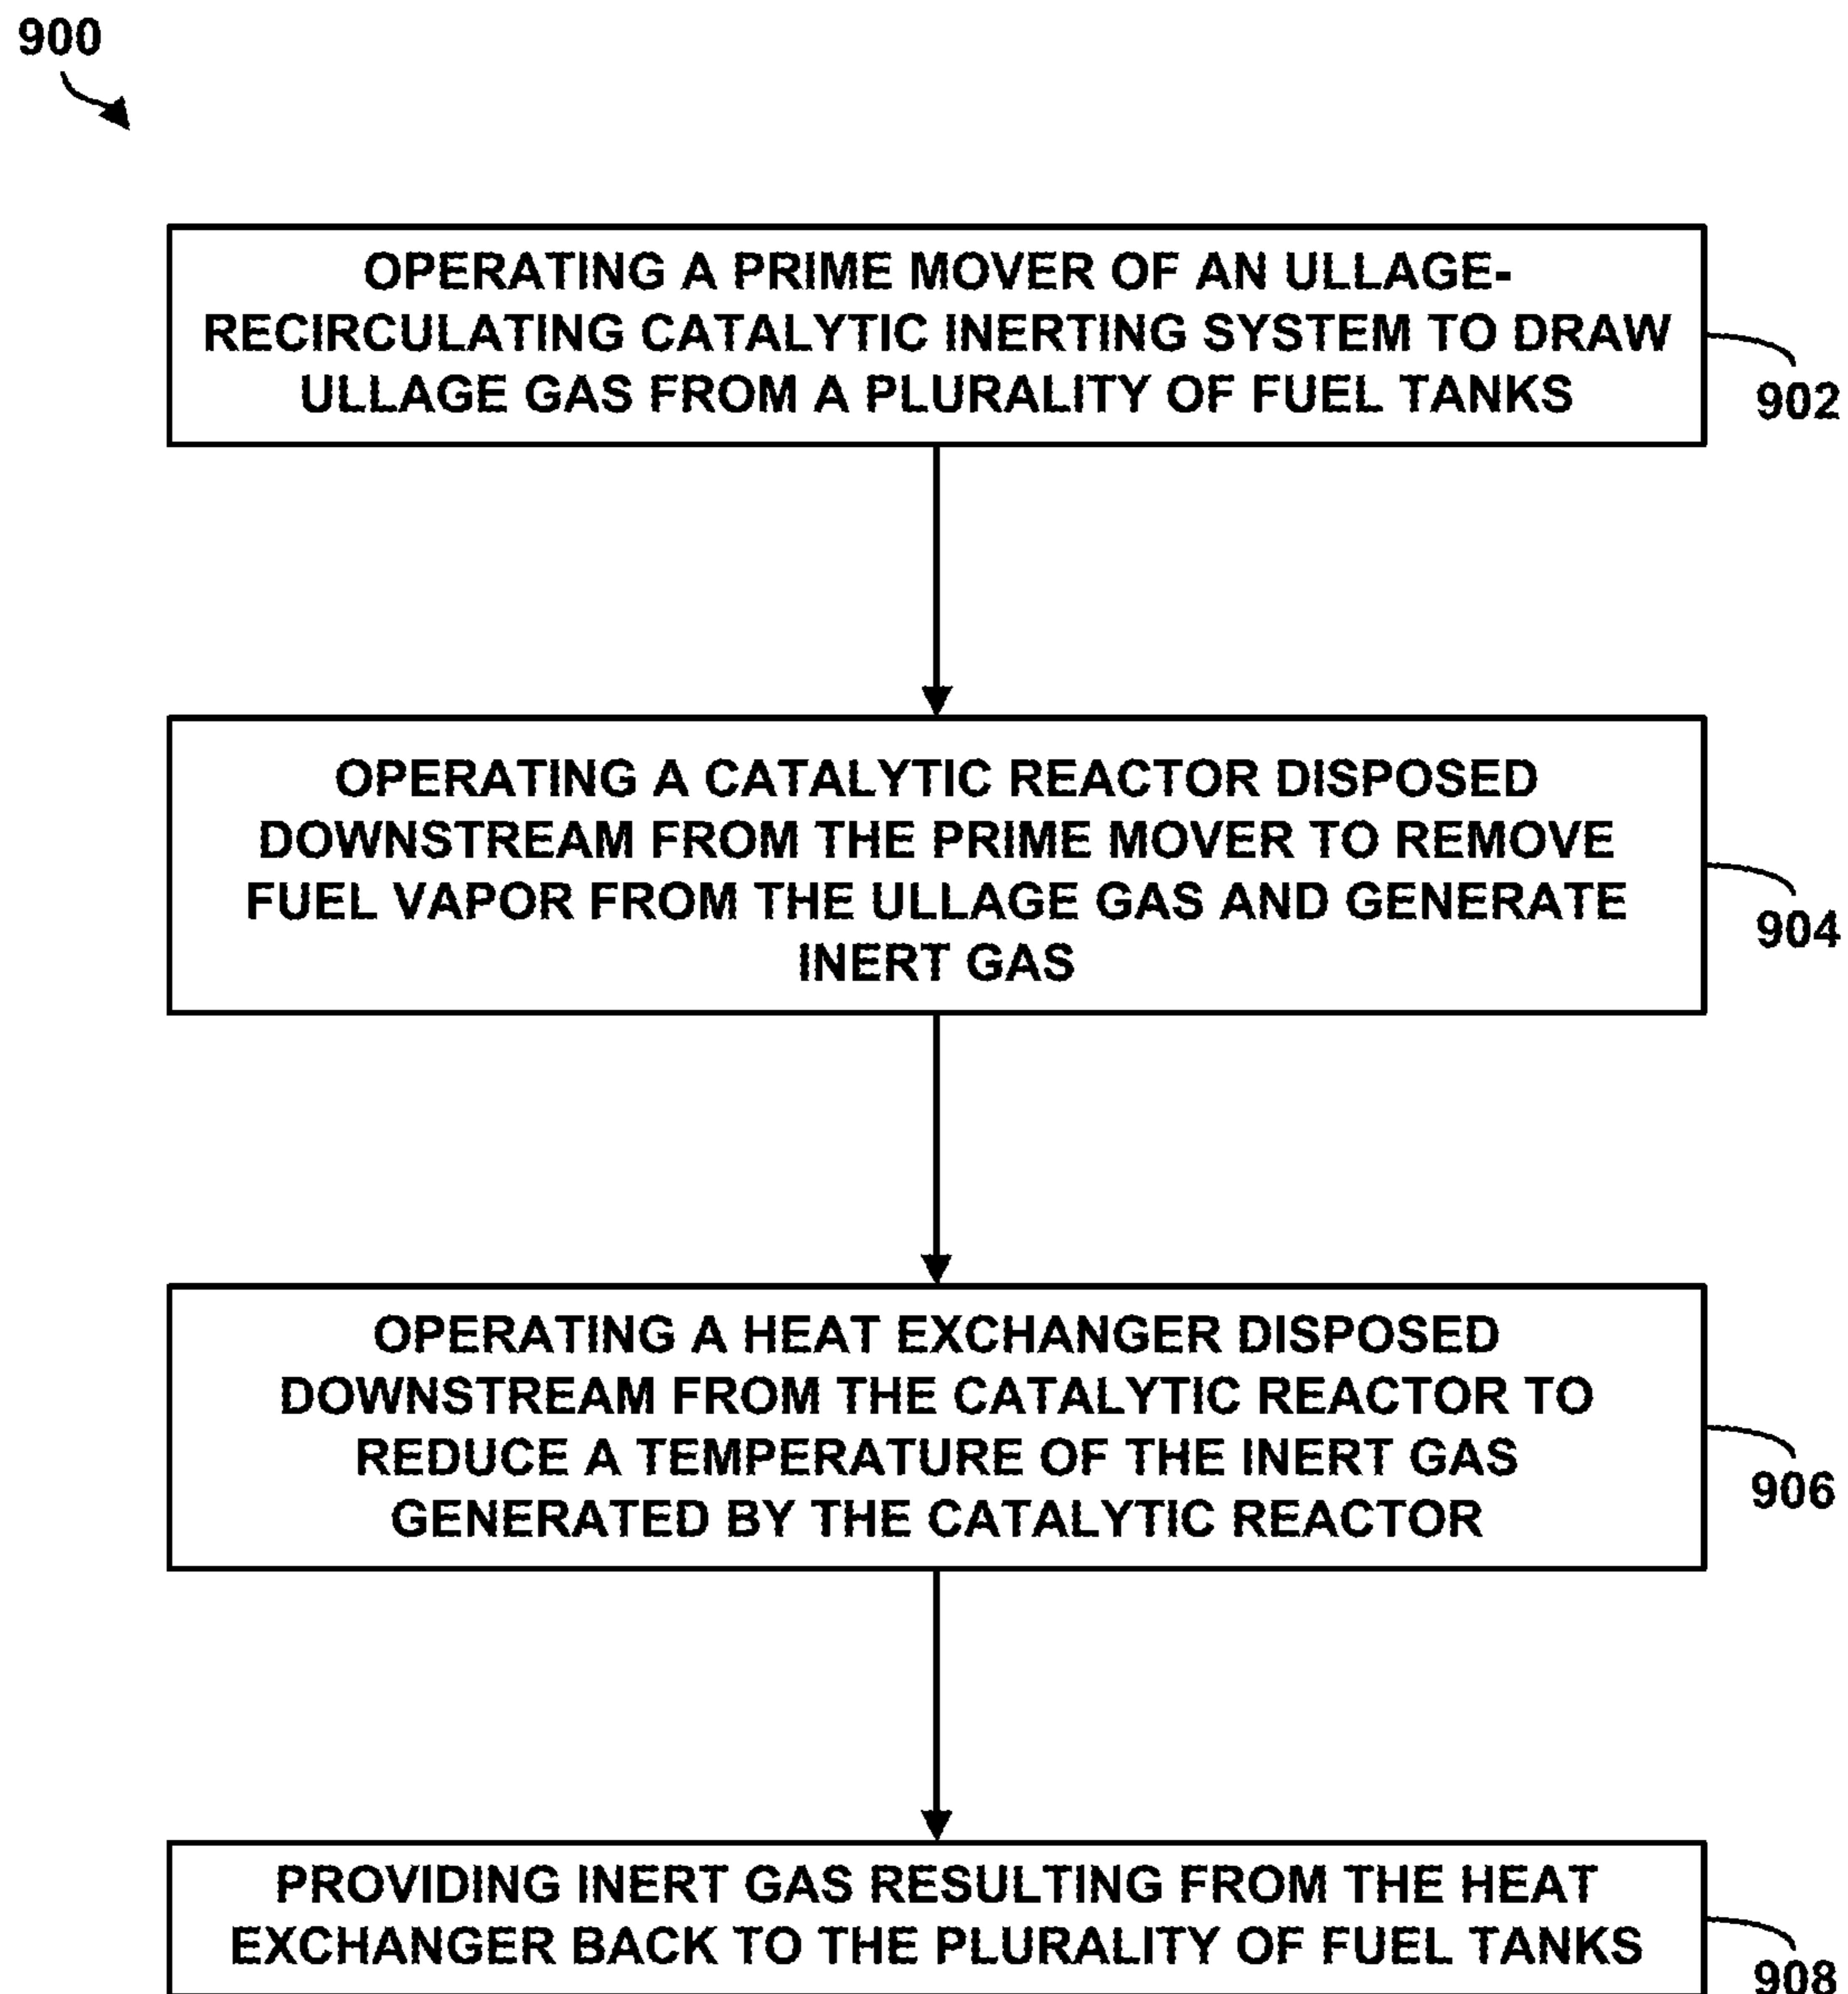 900
OPERATING A PRIME MOVER OF AN ULLAGE-
RECIRCULATING CATALYTIC INERTING SYSTEM TO DRAW
ULLAGE GAS FROM A PLURALITY OF FUEL TANKS
902
OPERATING A CATALYTIC REACTOR DISPOSED
DOWNSTREAM FROM THE PRIME MOVER TO REMOVE
FUEL VAPOR FROM THE ULLAGE GAS AND GENERATE
INERT GAS
904
OPERATING A HEAT EXCHANGER DISPOSED
DOWNSTREAM FROM THE CATALYTIC REACTOR TO
REDUCE A TEMPERATURE OF THE INERT GAS
GENERATED BY THE CATALYTIC REACTOR
906
PROVIDING INERT GAS RESULTING FROM THE HEAT
EXCHANGER BACK TO THE PLURALITY OF FUEL TANKS
908